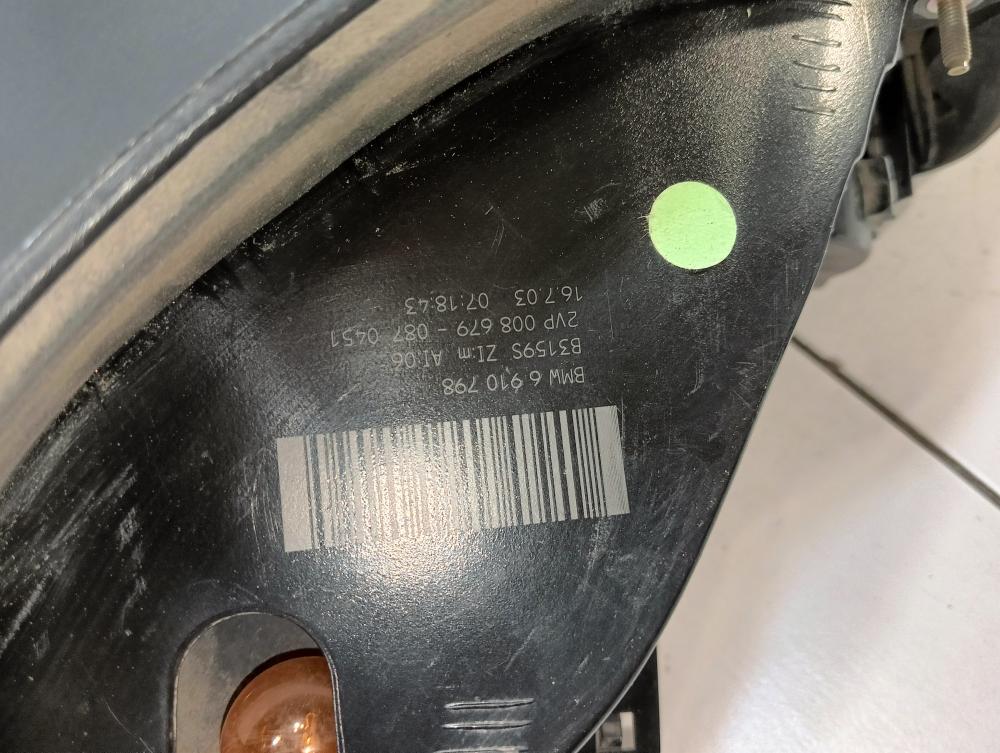 BMW 6 910 798
B3159S ZI:m AI:06
2VP 008 679 - 087 0451
16.7.03 07:18:43